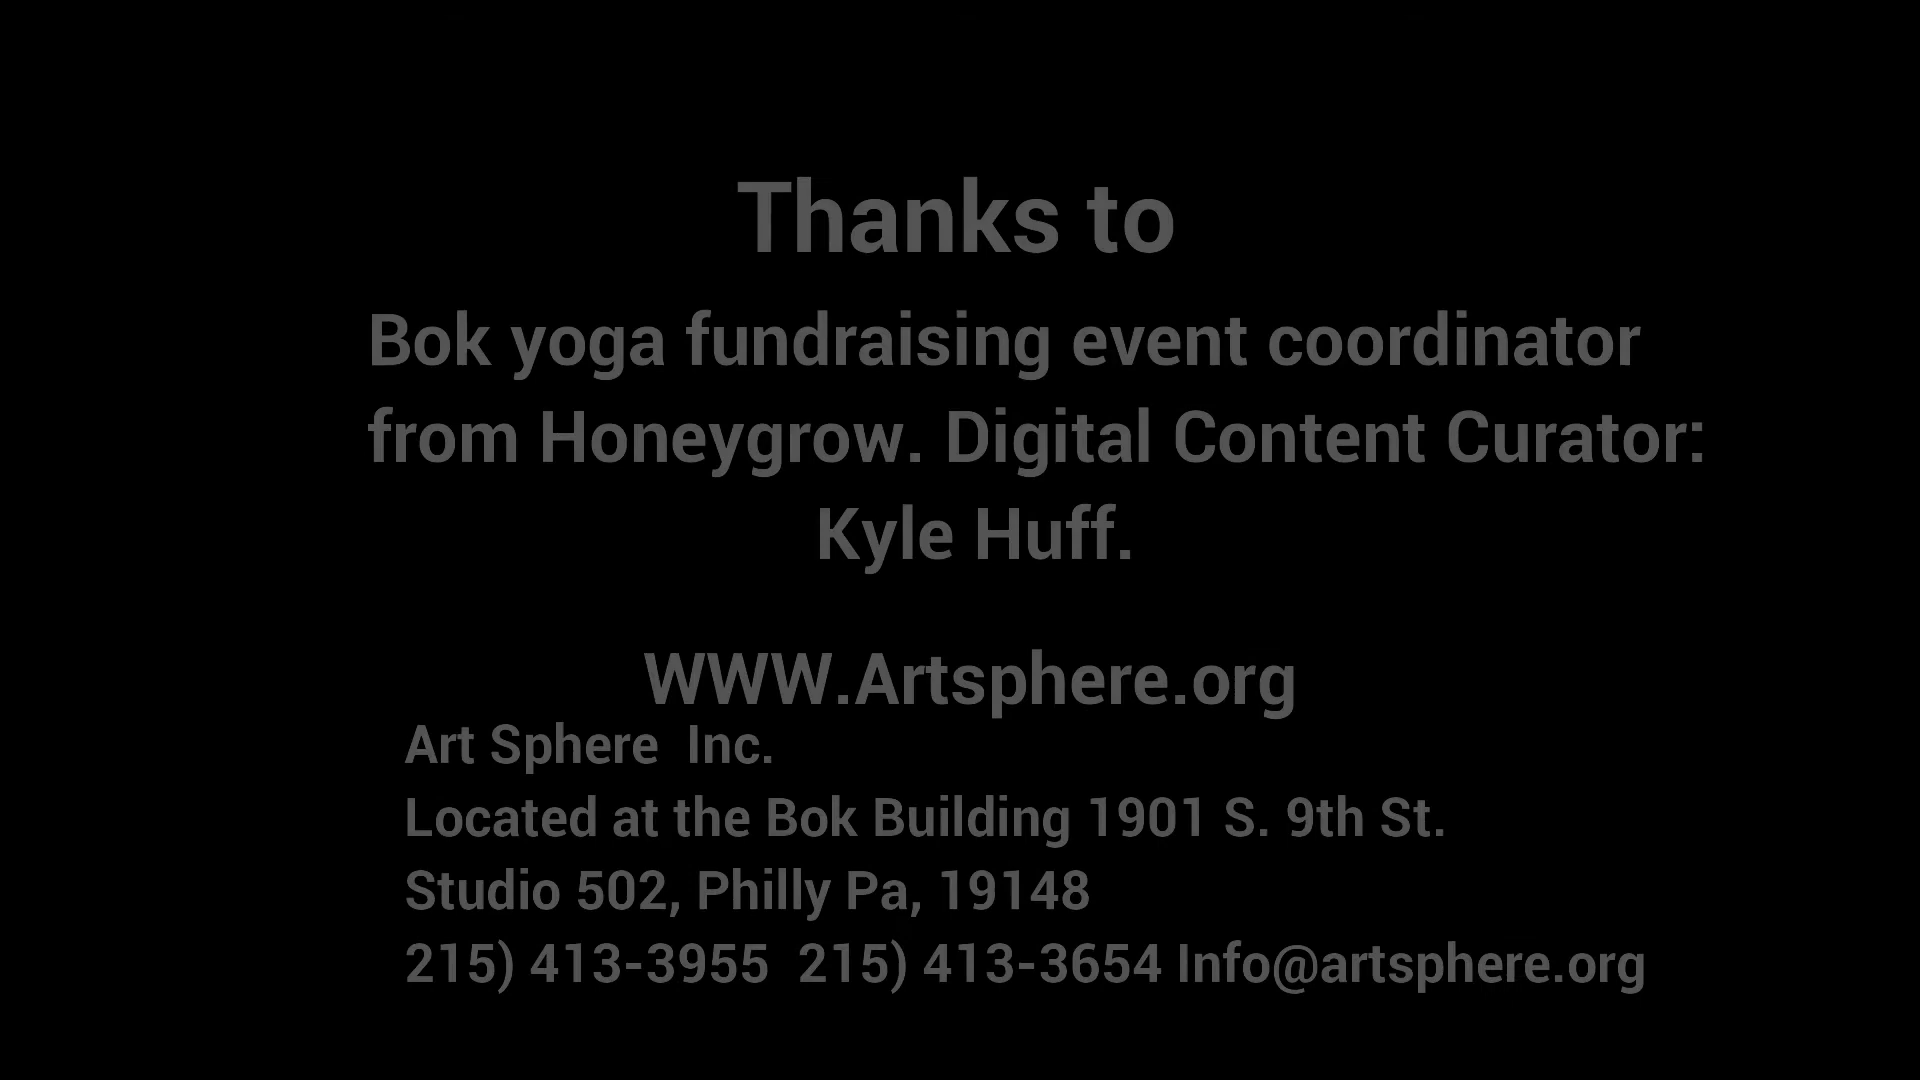 Thanks to
Bok yoga fundraising event coordinator
from Honeygrow. Digital Content Curator:
Kyle Huff.
WWW.Artsphere.org
Art Sphere  Inc.
Located at the Bok Building 1901 S. 9th St.
Studio 502, Philly Pa, 19148
215) 413-3955  215) 413-3654 Info@artsphere.org